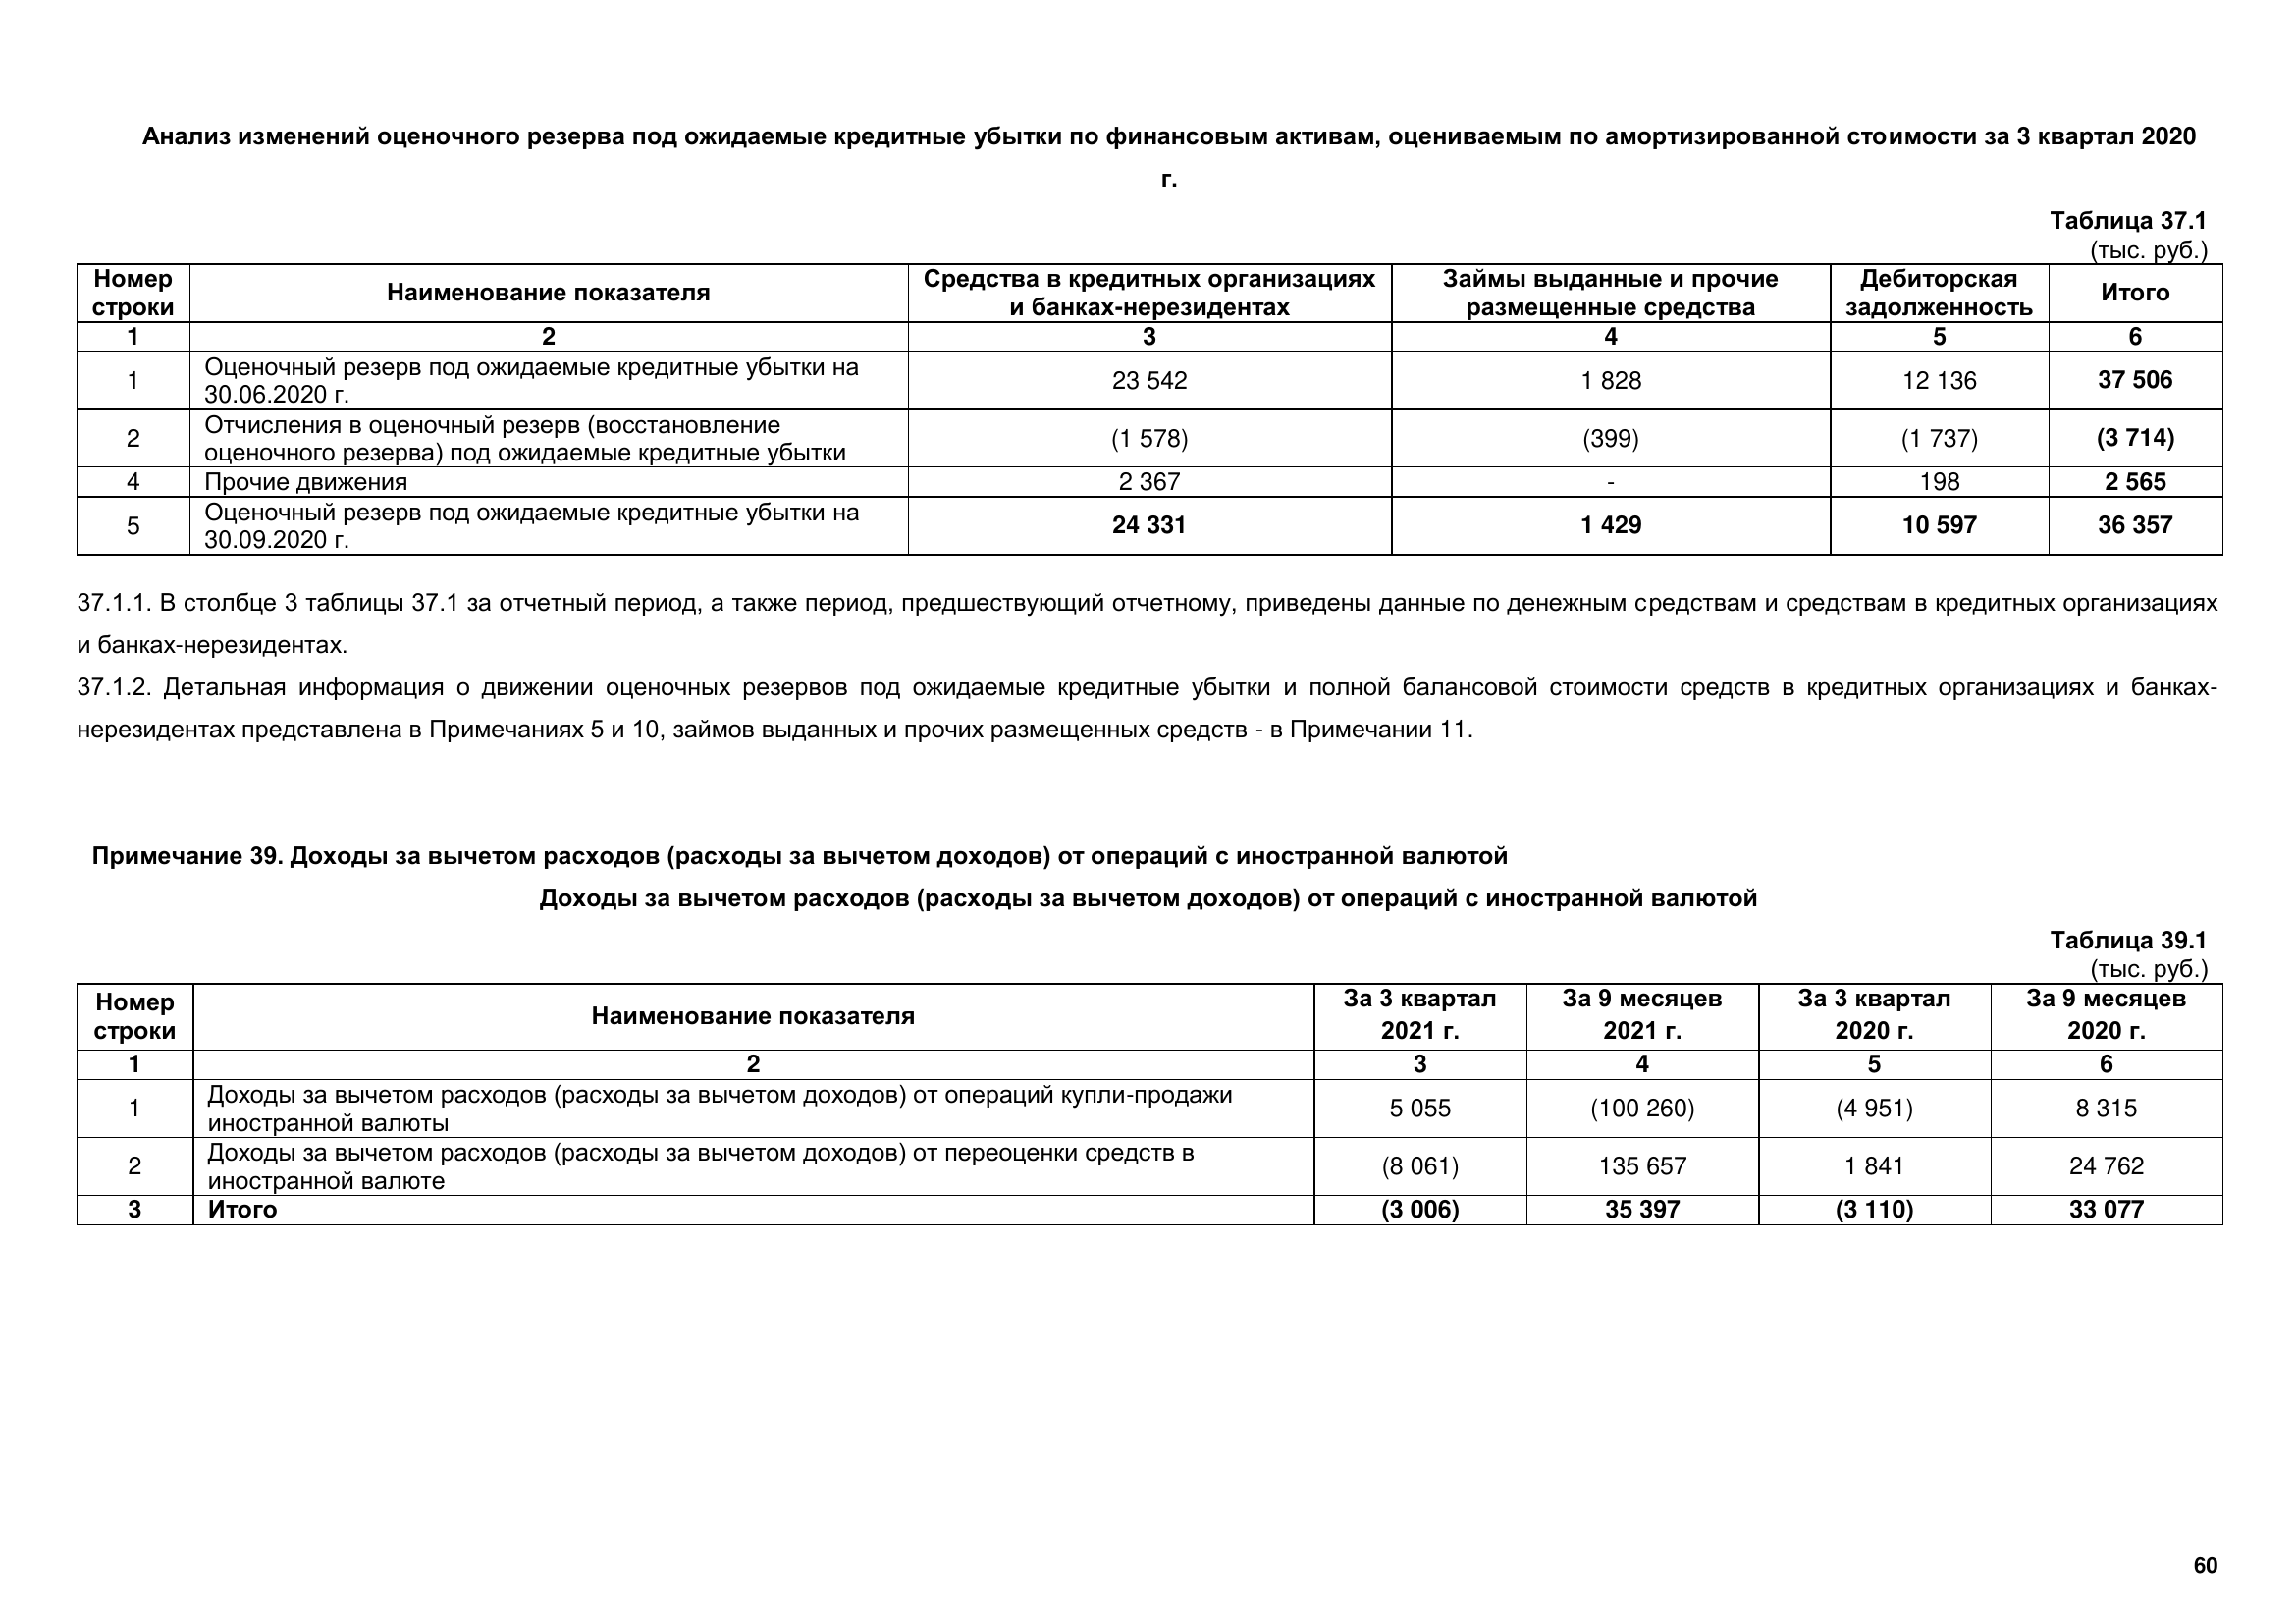 Анализ изменений оценочного резерва под ожидаемые кредитные убытки по финансовым активам, оцениваемым по амортизированной стоимости за 3 квартал 2020
г.
Таблица 37.1
(тыс. руб.)
Номер строки | Наименование показателя | Средства в кредитных организациях и банках-нерезидентах | Займы выданные и прочие размещенные средства | Дебиторская задолженность | Итого
1 | 2 | 3 | 4 | 5 | 6
1 | Оценочный резерв под ожидаемые кредитные убытки на 30.06.2020 г. | 23 542 | 1 828 | 12 136 | 37 506
2 | Отчисления в оценочный резерв (восстановление оценочного резерва) под ожидаемые кредитные убытки | (1 578) | (399) | (1 737) | (3 714)
4 | Прочие движения | 2 367 | - | 198 | 2 565
5 | Оценочный резерв под ожидаемые кредитные убытки на 30.09.2020 г. | 24 331 | 1 429 | 10 597 | 36 357
37.1.1. В столбце 3 таблицы 37.1 за отчетный период, а также период, предшествующий отчетному, приведены данные по денежным средствам и средствам в кредитных организациях
и банках-нерезидентах.
37.1.2. Детальная информация о движении оценочных резервов под ожидаемые кредитные убытки и полной балансовой стоимости средств в кредитных организациях и банках-
нерезидентах представлена в Примечаниях 5 и 10, займов выданных и прочих размещенных средств - в Примечании 11.
Примечание 39. Доходы за вычетом расходов (расходы за вычетом доходов) от операций с иностранной валютой
Доходы за вычетом расходов (расходы за вычетом доходов) от операций с иностранной валютой
Таблица 39.1
(тыс. руб.)
Номер строки | Наименование показателя | За 3 квартал 2021 г. | За 9 месяцев 2021 г. | За 3 квартал 2020 г. | За 9 месяцев 2020 г.
1 | 2 | 3 | 4 | 5 | 6
1 | Доходы за вычетом расходов (расходы за вычетом доходов) от операций купли-продажи иностранной валюты | 5 055 | (100 260) | (4 951) | 8 315
2 | Доходы за вычетом расходов (расходы за вычетом доходов) от переоценки средств в иностранной валюте | (8 061) | 135 657 | 1 841 | 24 762
3 | Итого | (3 006) | 35 397 | (3 110) | 33 077
60